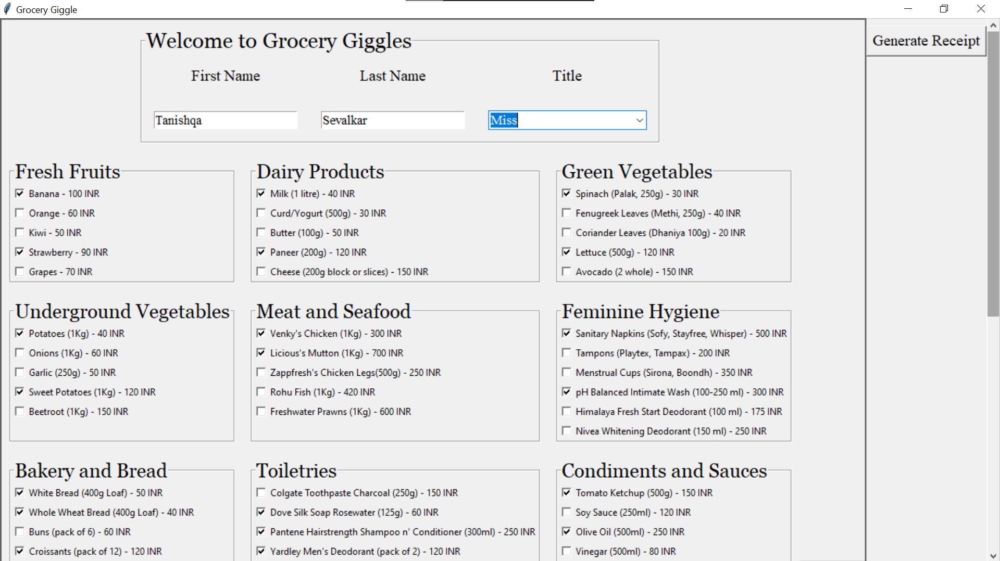 Grocery Giggle
Generate Receipt
Welcome to Grocery Giggles
First Name
Last Name
Title
Tanishqa
Sevalkar
Miss
Fresh Fruits
Banana - 100 INR
Orange - 60 INR
Kiwi - 50 INR
Strawberry - 90 INR
Grapes - 70 INR
Dairy Products
Milk (1 litre) - 40 INR
Curd/Yogurt (500g) - 30 INR
Butter (100g) - 50 INR
Paneer (200g) - 120 INR
Cheese (200g block or slices) - 150 INR
Green Vegetables
Spinach (Palak, 250g) - 30 INR
Fenugreek Leaves (Methi, 250g) - 40 INR
Coriander Leaves (Dhaniya 100g) - 20 INR
Lettuce (500g) - 120 INR
Avocado (2 whole) - 150 INR
Underground Vegetables
Potatoes (1Kg) - 40 INR
Onions (1Kg) - 60 INR
Garlic (250g) - 50 INR
Sweet Potatoes (1Kg) - 120 INR
Beetroot (1Kg) - 150 INR
Meat and Seafood
Venky's Chicken (1Kg) - 300 INR
Licious's Mutton (1Kg) - 700 INR
Zappfresh's Chicken Legs(500g) - 250 INR
Rohu Fish (1Kg) - 420 INR
Freshwater Prawns (1Kg) - 600 INR
Feminine Hygiene
Sanitary Napkins (Sofy, Stayfree, Whisper) - 500 INR
Tampons (Playtex, Tampax) - 200 INR
Menstrual Cups (Sirona, Boondh) - 350 INR
pH Balanced Intimate Wash (100-250 ml) - 300 INR
Himalaya Fresh Start Deodorant (100 ml) - 175 INR
Nivea Whitening Deodorant (150 ml) - 250 INR
Bakery and Bread
White Bread (400g Loaf) - 50 INR
Whole Wheat Bread (400g Loaf) - 40 INR
Buns (pack of 6) - 60 INR
Croissants (pack of 12) - 120 INR
Toiletries
Colgate Toothpaste Charcoal (250g) - 150 INR
Dove Silk Soap Rosewater (125g) - 60 INR
Pantene Hairstrength Shampoo n' Conditioner (300ml) - 250 INR
Yardley Men's Deodorant (pack of 2) - 120 INR
Condiments and Sauces
Tomato Ketchup (500g) - 150 INR
Soy Sauce (250ml) - 120 INR
Olive Oil (500ml) - 250 INR
Vinegar (500ml) - 80 INR